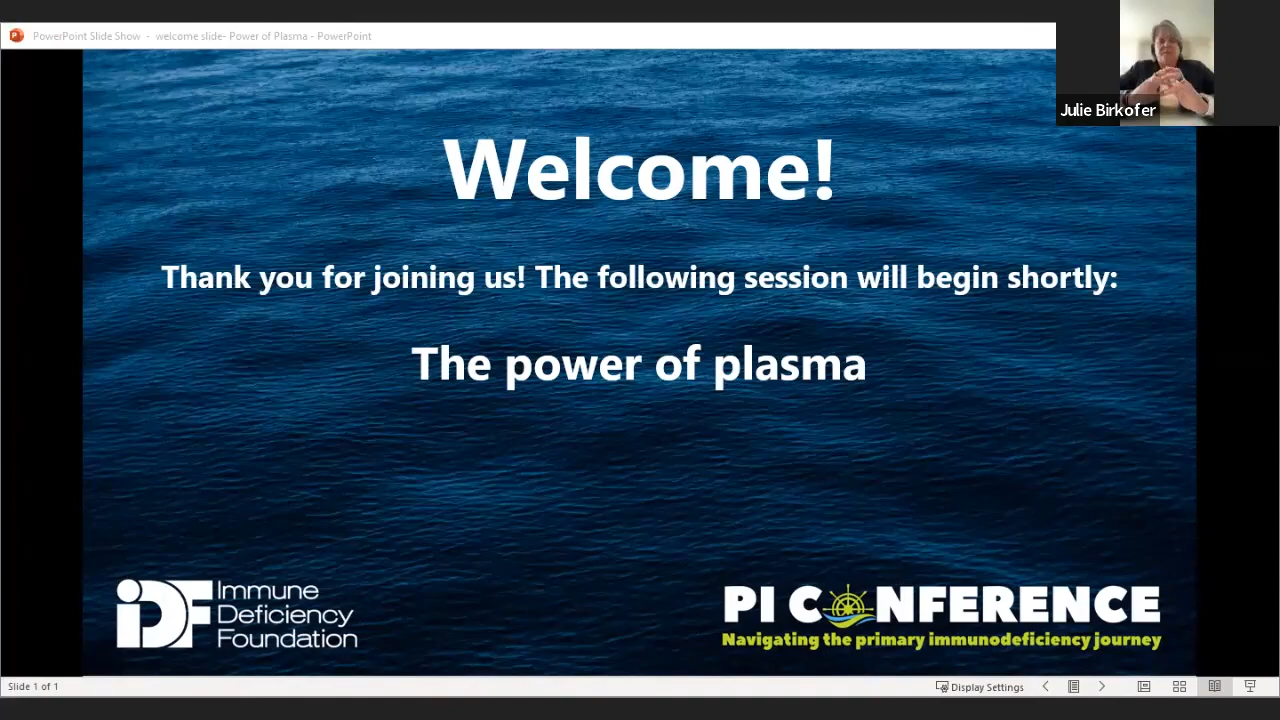 PowerPoint Slide Show - welcome slide- Power of Plasma - PowerPoint
Julie Birkofer
Welcome!
Thank you for joining us! The following session will begin shortly:
The power of plasma
iDF Immune
Deficiency
Foundation
PI CONFERENCE
Navigating the primary immunodeficiency journey
Slide 1 of 1
Display Settings